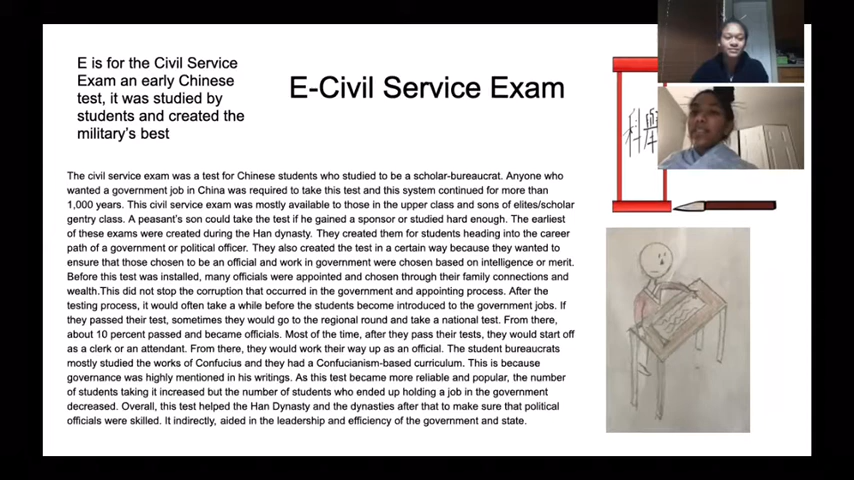 E is for the Civil Service
Exam an early Chinese
test, it was studied by
students and created the
military's best
E-Civil Service Exam
The civil service exam was a test for Chinese students who studied to be a scholar-bureaucrat. Anyone who
wanted a government job in China was required to take this test and this system continued for more than
1,000 years. This civil service exam was mostly available to those in the upper class and sons of elites/scholar
gentry class. A peasant's son could take the test if he gained a sponsor or studied hard enough. The earliest
of these exams were created during the Han dynasty. They created them for students heading into the career
path of a government or political officer. They also created the test in a certain way because they wanted to
ensure that those chosen to be an official and work in government were chosen based on intelligence or merit.
Before this test was installed, many officials were appointed and chosen through their family connections and
wealth.This did not stop the corruption that occurred in the government and appointing process. After the
testing process, it would often take a while before the students become introduced to the government jobs. If
they passed their test, sometimes they would go to the regional round and take a national test. From there,
about 10 percent passed and became officials. Most of the time, after they pass their tests, they would start off
as a clerk or an attendant. From there, they would work their way up as an official. The student bureaucrats
mostly studied the works of Confucius and they had a Confucianism-based curriculum. This is because
governance was highly mentioned in his writings. As this test became more reliable and popular, the number
of students taking it increased but the number of students who ended up holding a job in the government
decreased. Overall, this test helped the Han Dynasty and the dynasties after that to make sure that political
officials were skilled. It indirectly, aided in the leadership and efficiency of the government and state.
科